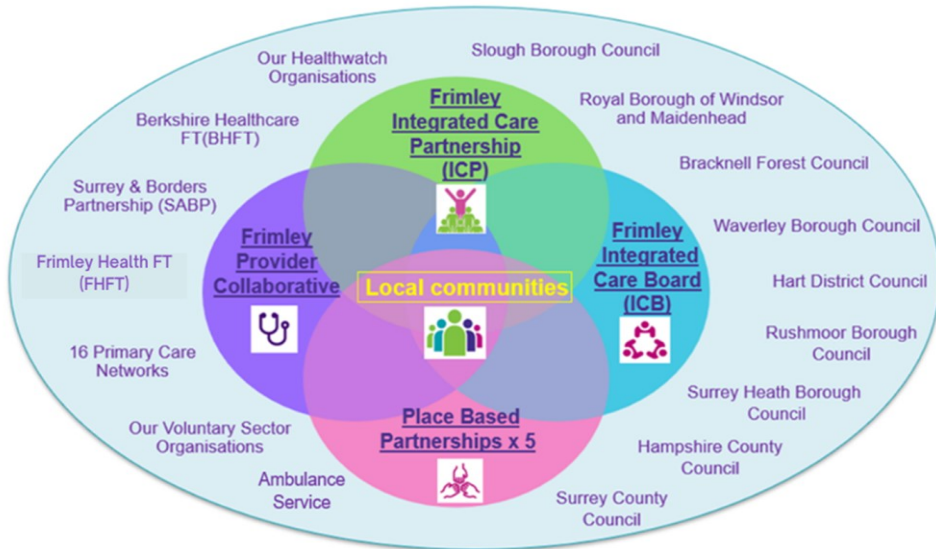 Our Healthwatch
Organisations
Slough Borough Council
Berkshire Healthcare
FT(BHFT)
Frimley
Integrated Care
Partnership
(ICP)
Royal Borough of Windsor
and Maidenhead
Surrey & Borders
Partnership (SABP)
Bracknell Forest Council
Frimley Health FT
(FHFT)
Frimley
Provider
Collaborative
Local communities
Frimley
Integrated
Care Board
(ICB)
Waverley Borough Council
Hart District Council
16 Primary Care
Networks
Rushmoor Borough
Council
Our Voluntary Sector
Organisations
Place Based
Partnerships x 5
Surrey Heath Borough
Council
Ambulance
Service
Hampshire County
Council
Surrey County
Council